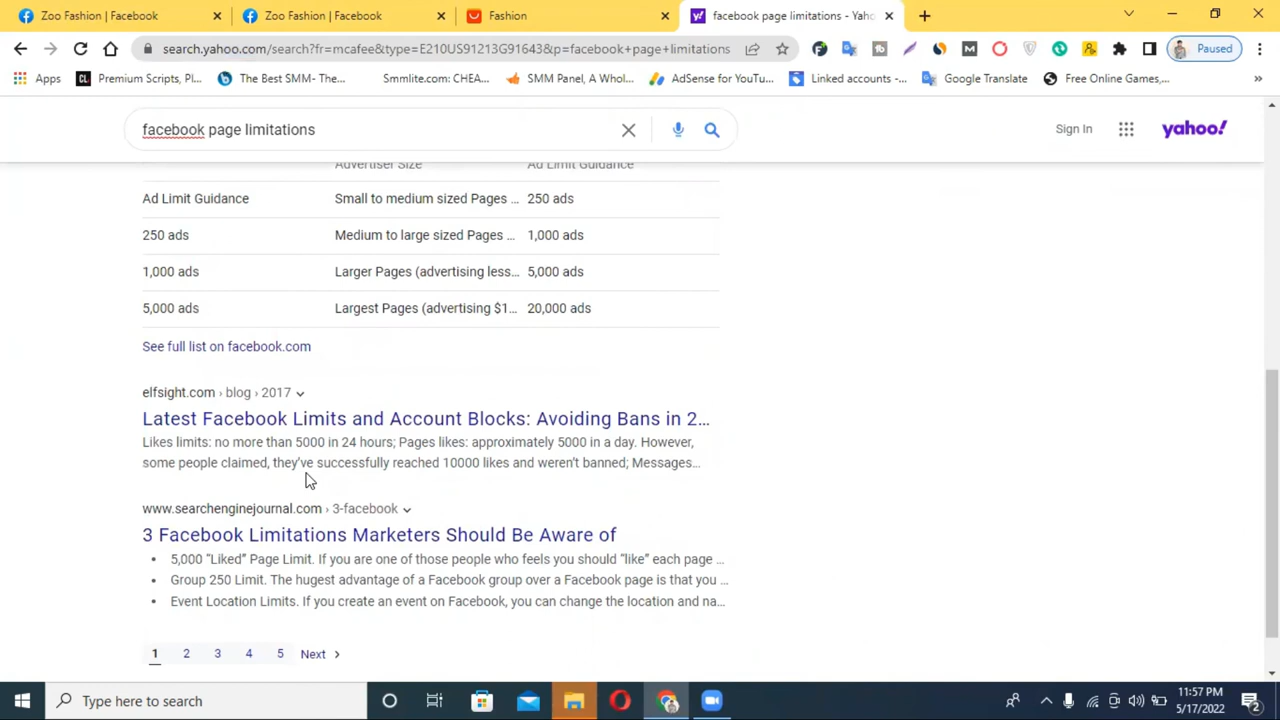 Zoo Fashion | Facebook
Zoo Fashion | Facebook
Fashion
facebook page limitations - Yaho
search.yahoo.com/search?fr=mcafee&type=E210US91213G91643&p=facebook+page+limitations
Paused
Apps
Premium Scripts, Pl...
The Best SMM- The...
Smmlite.com: CHEA...
SMM Panel, A Whol...
AdSense for YouTu...
Linked accounts -...
Google Translate
Free Online Games,...
facebook page limitations
Sign In
yahoo!
Advertiser Size
Ad Limit Guidance
Ad Limit Guidance
Small to medium sized Pages ...
250 ads
250 ads
Medium to large sized Pages ...
1,000 ads
1,000 ads
Larger Pages (advertising less...
5,000 ads
5,000 ads
Largest Pages (advertising $1...
20,000 ads
See full list on facebook.com
elfsight.com › blog › 2017
Latest Facebook Limits and Account Blocks: Avoiding Bans in 2...
Likes limits: no more than 5000 in 24 hours; Pages likes: approximately 5000 in a day. However,
some people claimed, they've successfully reached 10000 likes and weren't banned; Messages...
www.searchenginejournal.com › 3-facebook
3 Facebook Limitations Marketers Should Be Aware of
• 5,000 "Liked" Page Limit. If you are one of those people who feels you should "like" each page ...
• Group 250 Limit. The hugest advantage of a Facebook group over a Facebook page is that you ...
• Event Location Limits. If you create an event on Facebook, you can change the location and na...
1 2 3 4 5 Next
Type here to search
11:57 PM
5/17/2022
2